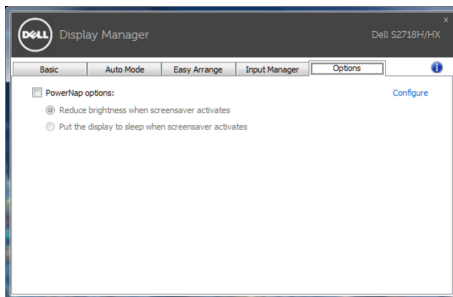 DELL Display Manager Dell S2718H/HX x
Basic Auto Mode Easy Arrange Input Manager Options i
PowerNap options: Configure
Reduce brightness when screensaver activates
Put the display to sleep when screensaver activates